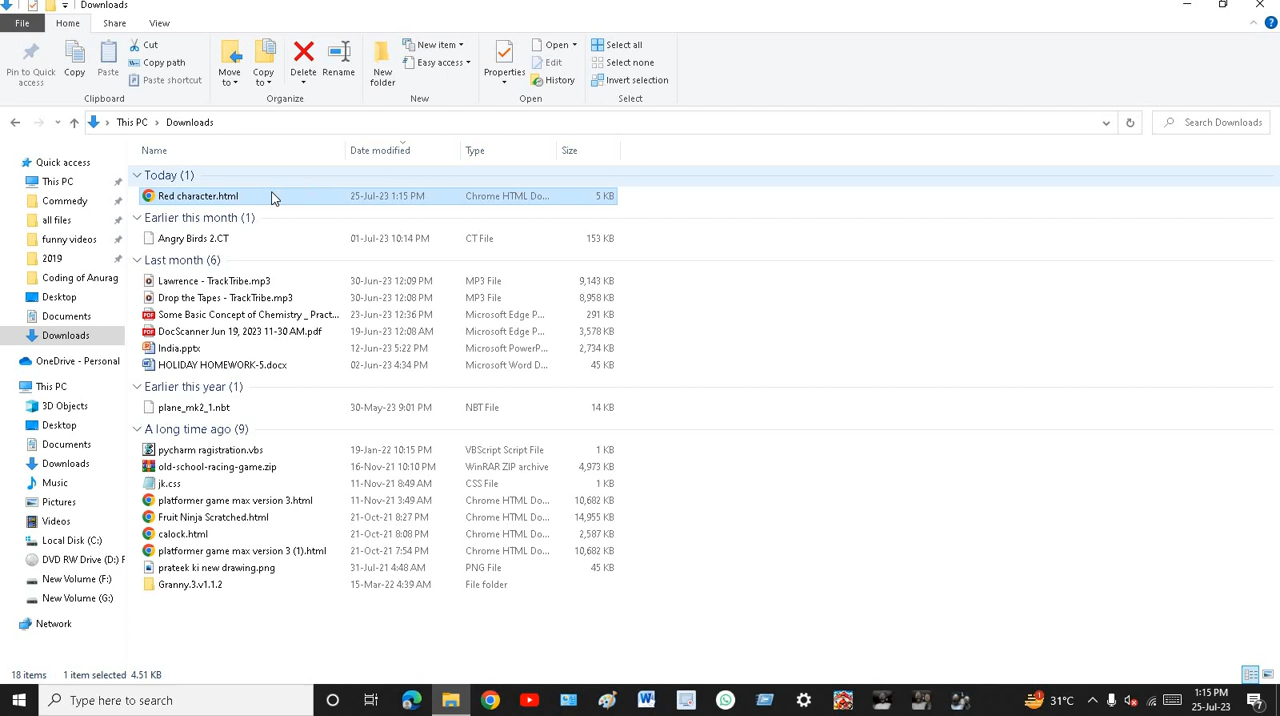 Downloads
File Home Share View
Pin to Quick access
Copy
Paste
Cut
Copy path
Paste shortcut
Clipboard
Move to
Copy to
Delete
Rename
Organize
New folder
New item
Easy access
New
Properties
Open
Edit
History
Open
Select all
Select none
Invert selection
Select
This PC > Downloads
Search Downloads
Name Date modified Type Size
Today (1)
Red character.html 25-Jul-23 1:15 PM Chrome HTML Do... 5 KB
Earlier this month (1)
Angry Birds 2.CT 01-Jul-23 10:14 PM CT File 153 KB
Last month (6)
Lawrence - TrackTribe.mp3 30-Jun-23 12:09 PM MP3 File 9,143 KB
Drop the Tapes - TrackTribe.mp3 30-Jun-23 12:08 PM MP3 File 8,958 KB
Some Basic Concept of Chemistry _ Pract... 23-Jun-23 12:36 PM Microsoft Edge P... 291 KB
DocScanner Jun 19, 2023 11-30 AM.pdf 19-Jun-23 12:08 AM Microsoft Edge P... 3,578 KB
India.pptx 12-Jun-23 5:22 PM Microsoft PowerP... 2,734 KB
HOLIDAY HOMEWORK-5.docx 02-Jun-23 4:34 PM Microsoft Word D... 45 KB
Earlier this year (1)
plane_mk2_1.nbt 30-May-23 9:01 PM NBT File 14 KB
A long time ago (9)
pycharm ragistration.vbs 19-Jan-22 10:15 PM VBScript Script File 1 KB
old-school-racing-game.zip 16-Nov-21 10:10 PM WinRAR ZIP archive 4,973 KB
jk.css 11-Nov-21 8:49 AM CSS File 1 KB
platformer game max version 3.html 11-Nov-21 3:49 AM Chrome HTML Do... 10,682 KB
Fruit Ninja Scratched.html 21-Oct-21 8:27 PM Chrome HTML Do... 14,955 KB
calock.html 21-Oct-21 8:08 PM Chrome HTML Do... 2,587 KB
platformer game max version 3 (1).html 21-Oct-21 7:54 PM Chrome HTML Do... 10,682 KB
prateek ki new drawing.png 31-Jul-21 4:48 AM PNG File 45 KB
Granny.3.v1.1.2 15-Mar-22 4:39 AM File folder
Quick access
This PC
Commedy
all files
funny videos
2019
Coding of Anurag
Desktop
Documents
Downloads
OneDrive - Personal
This PC
3D Objects
Desktop
Documents
Downloads
Music
Pictures
Videos
Local Disk (C:)
DVD RW Drive (D:) F
New Volume (F:)
New Volume (G:)
Network
18 items 1 item selected 4.51 KB
Type here to search
31°C
1:15 PM
25-Jul-23